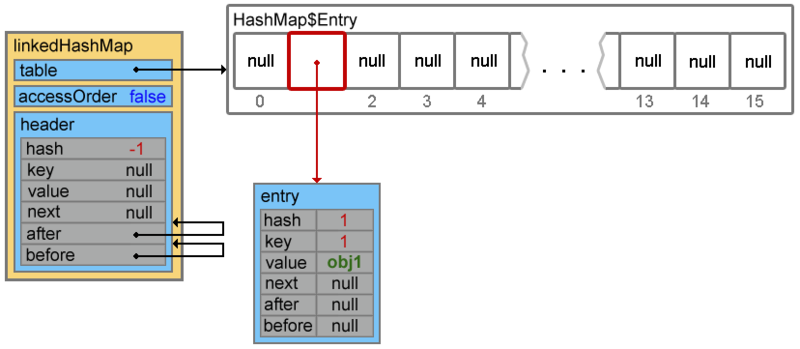 HashMap$Entry
null null null null . . . null null null
0 2 3 4 13 14 15
linkedHashMap
table
accessOrder false
header
hash -1
key null
value null
next null
after
before
entry
hash 1
key 1
value obj1
next null
after null
before null